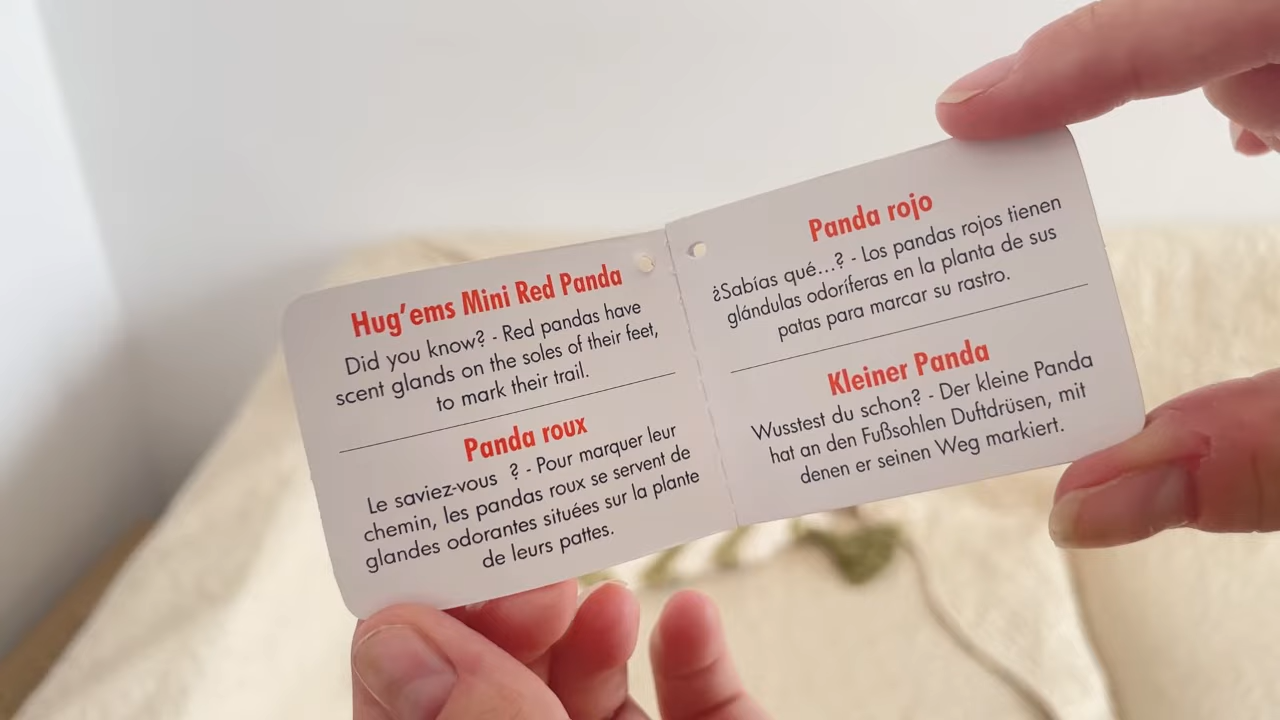 Hug'ems Mini Red Panda
Did you know? - Red pandas have
scent glands on the soles of their feet,
to mark their trail.
Panda roux
Le saviez-vous  ? - Pour marquer leur
chemin, les pandas roux se servent de
glandes odorantes situées sur la plante
de leurs pattes.
Panda rojo
¿Sabías qué...? - Los pandas rojos tienen
glándulas odoríferas en la planta de sus
patas para marcar su rastro.
Kleiner Panda
Wusstest du schon? - Der kleine Panda
hat an den Fußsohlen Duftdrüsen, mit
denen er seinen Weg markiert.